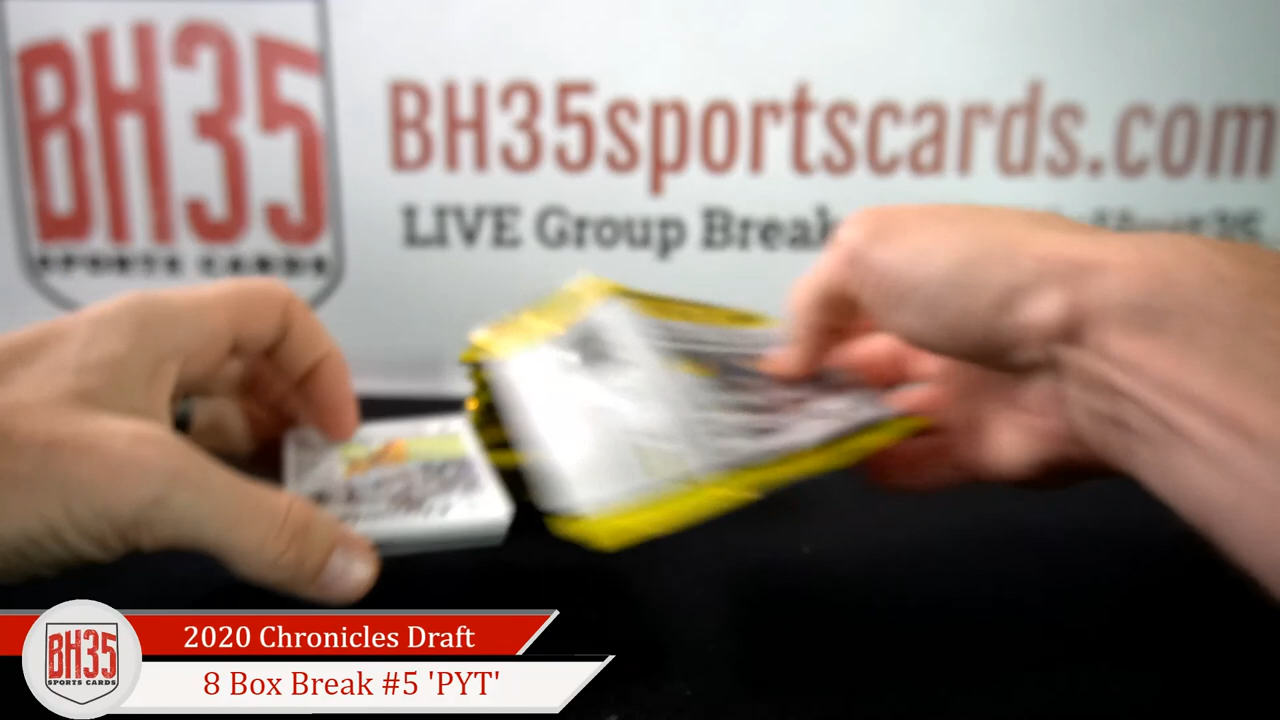 BH35
SPORTS CARDS
BH35sportscards.com
LIVE Group Break
2020 Chronicles Draft
8 Box Break #5 'PYT'
BH35
SPORTS CARDS